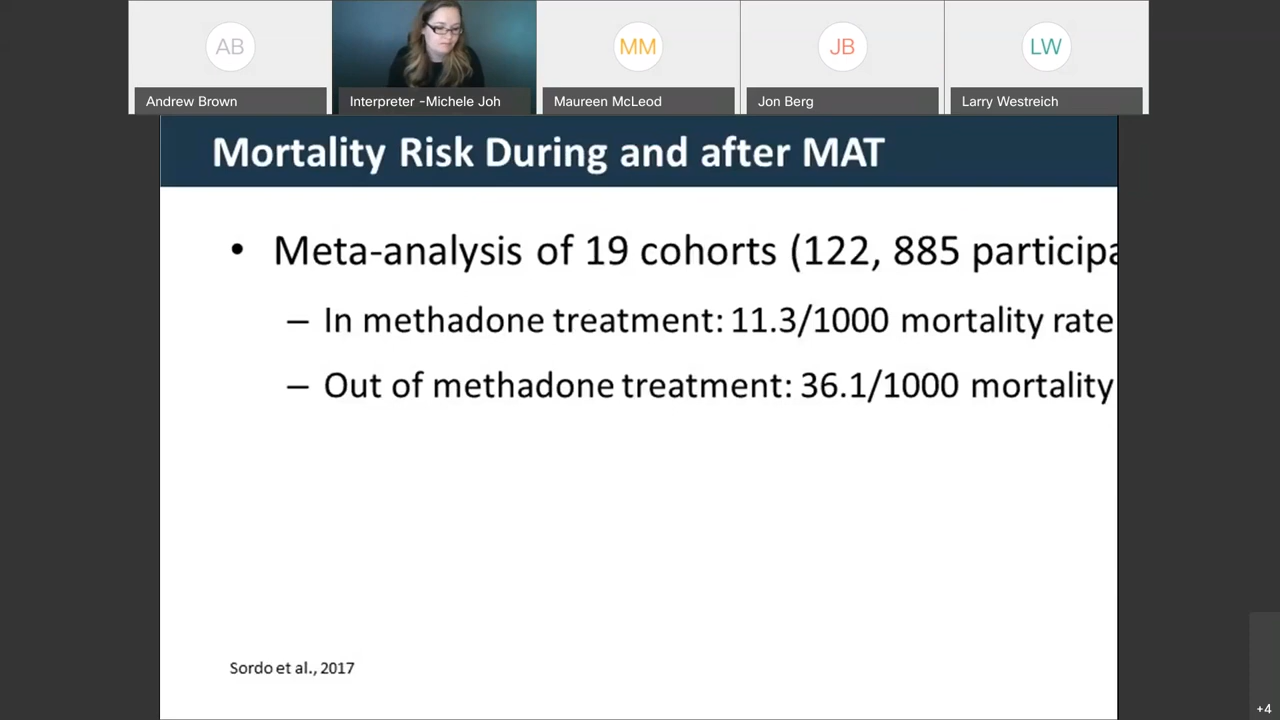 AB
MM
JB
LW
Andrew Brown
Interpreter -Michele Joh
Maureen McLeod
Jon Berg
Larry Westreich
Mortality Risk During and after MAT
• Meta-analysis of 19 cohorts (122, 885 participa
– In methadone treatment: 11.3/1000 mortality rate
– Out of methadone treatment: 36.1/1000 mortality
Sordo et al., 2017
+4